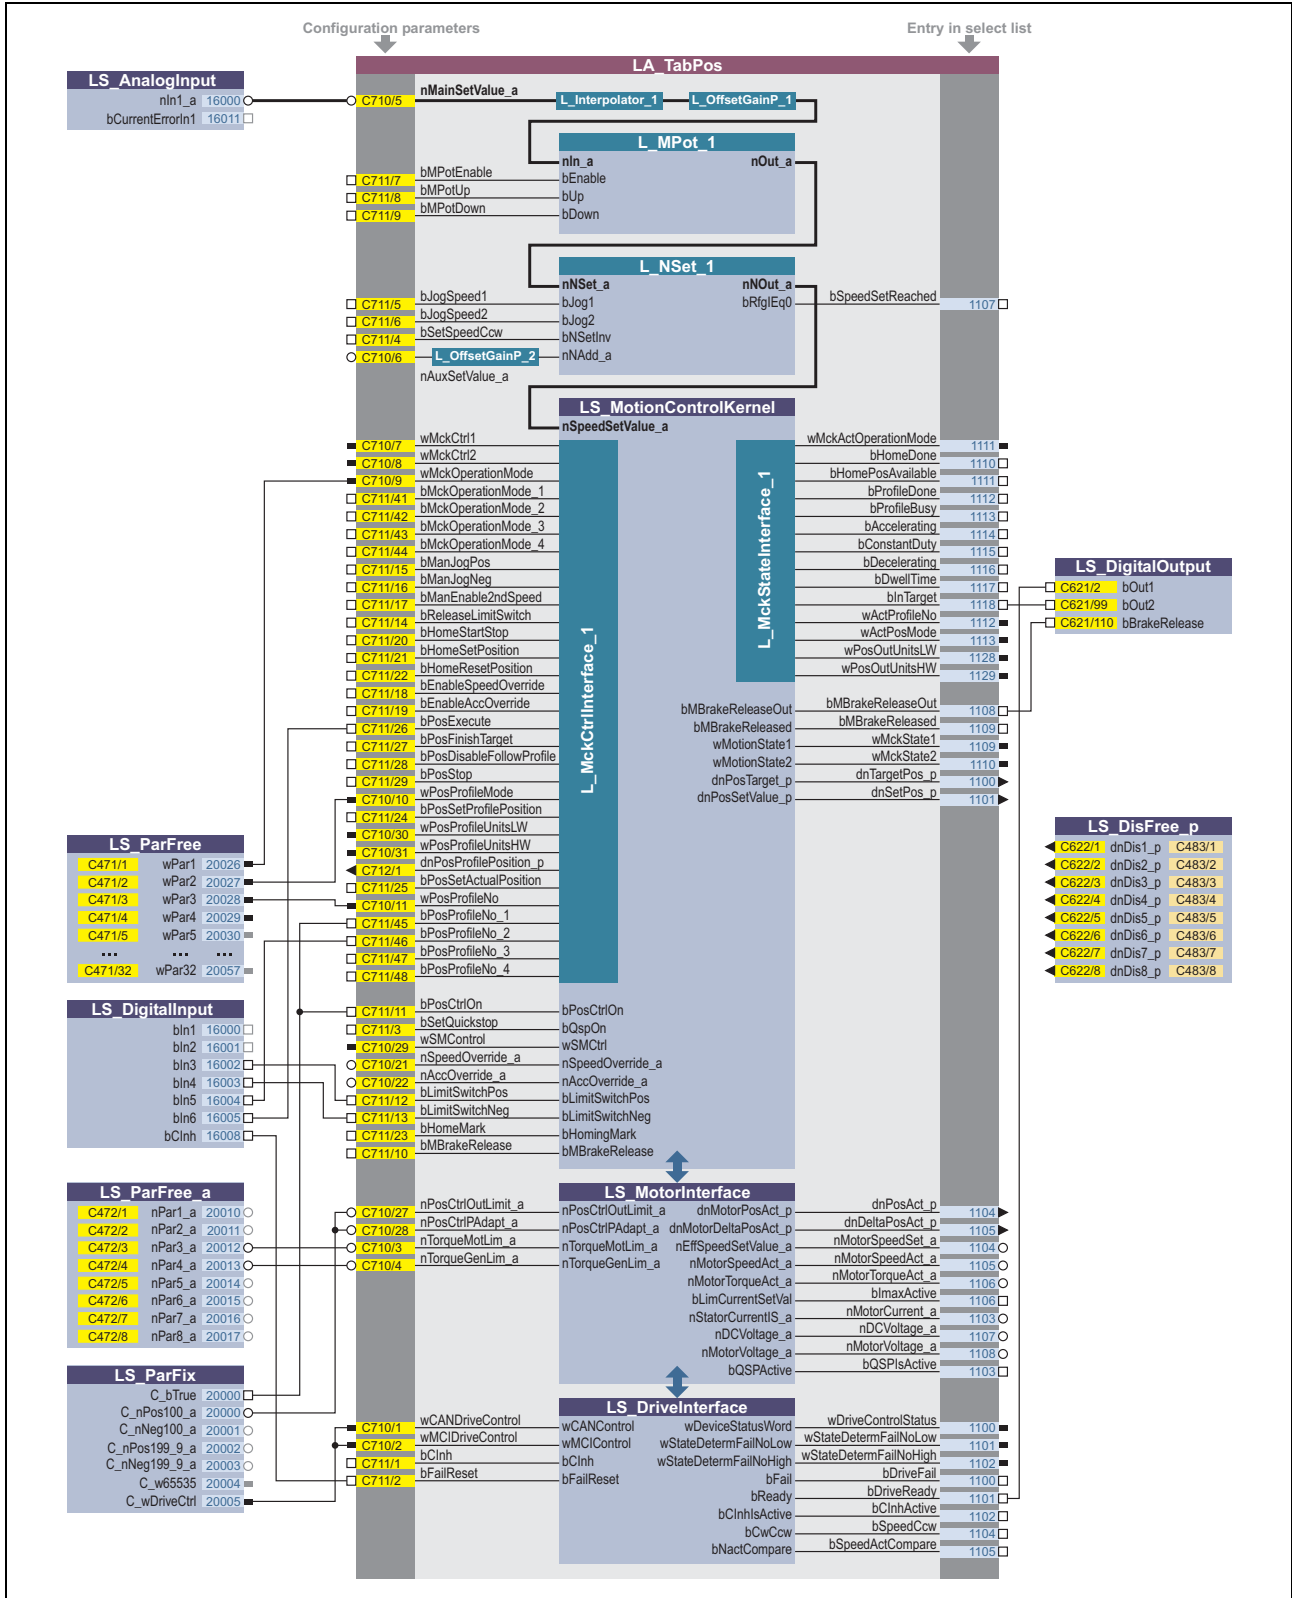 Configuration parameters
Entry in select list
LA_TabPos
LS_AnalogInput
nIn1_a 16000
bCurrentErrorIn1 16011
C710/5 nMainSetValue_a L_Interpolator_1 L_OffsetGainP_1
L_MPot_1
nIn_a nOut_a
C711/7 bMPotEnable bEnable
C711/8 bMPotUp bUp
C711/9 bMPotDown bDown
L_NSet_1
nNSet_a nNOut_a
C711/5 bJogSpeed1 bJog1 bRfgIEq0 bSpeedSetReached 1107
C711/6 bJogSpeed2 bJog2
C711/4 bSetSpeedCcw bNSetInv
C710/6 L_OffsetGainP_2 nNAdd_a
nAuxSetValue_a
LS_MotionControlKernel
nSpeedSetValue_a
L_MckCtrlInterface_1
L_MckStateInterface_1
C710/7 wMckCtrl1
C710/8 wMckCtrl2
C710/9 wMckOperationMode
C711/41 bMckOperationMode_1
C711/42 bMckOperationMode_2
C711/43 bMckOperationMode_3
C711/44 bMckOperationMode_4
C711/15 bManJogPos
C711/16 bManJogNeg
C711/17 bManEnable2ndSpeed
C711/14 bReleaseLimitSwitch
C711/20 bHomeStartStop
C711/21 bHomeSetPosition
C711/22 bHomeResetPosition
C711/18 bEnableSpeedOverride
C711/19 bEnableAccOverride
C711/26 bPosExecute
C711/27 bPosFinishTarget
C711/28 bPosDisableFollowProfile
C711/29 bPosStop
C710/10 wPosProfileMode
C711/24 bPosSetProfilePosition
C710/30 wPosProfileUnitsLW
C710/31 wPosProfileUnitsHW
C712/1 dnPosProfilePosition_p
C711/25 bPosSetActualPosition
C710/11 wPosProfileNo
C711/45 bPosProfileNo_1
C711/46 bPosProfileNo_2
C711/47 bPosProfileNo_3
C711/48 bPosProfileNo_4
wMckActOperationMode 1111
bHomeDone 1110
bHomePosAvailable 1111
bProfileDone 1112
bProfileBusy 1113
bAccelerating 1114
bConstantDuty 1115
bDecelerating 1116
bDwellTime 1117
bInTarget 1118
wActProfileNo 1112
wActPosMode 1113
wPosOutUnitsLW 1128
wPosOutUnitsHW 1129
bMBrakeReleaseOut bMBrakeReleaseOut 1108
bMBrakeReleased bMBrakeReleased 1109
wMotionState1 wMckState1 1109
wMotionState2 wMckState2 1110
dnPosTarget_p dnTargetPos_p 1100
dnPosSetValue_p dnSetPos_p 1101
C711/11 bPosCtrlOn bPosCtrlOn
C711/3 bSetQuickstop bQspOn
C710/29 wSMControl wSMCtrl
C710/21 nSpeedOverride_a nSpeedOverride_a
C710/22 nAccOverride_a nAccOverride_a
C711/12 bLimitSwitchPos bLimitSwitchPos
C711/13 bLimitSwitchNeg bLimitSwitchNeg
C711/23 bHomeMark bHomingMark
C711/10 bMBrakeRelease bMBrakeRelease
LS_DigitalOutput
C621/2 bOut1
C621/99 bOut2
C621/110 bBrakeRelease
LS_DisFree_p
C622/1 dnDis1_p C483/1
C622/2 dnDis2_p C483/2
C622/3 dnDis3_p C483/3
C622/4 dnDis4_p C483/4
C622/5 dnDis5_p C483/5
C622/6 dnDis6_p C483/6
C622/7 dnDis7_p C483/7
C622/8 dnDis8_p C483/8
LS_ParFree
C471/1 wPar1 20026
C471/2 wPar2 20027
C471/3 wPar3 20028
C471/4 wPar4 20029
C471/5 wPar5 20030
... ... ...
C471/32 wPar32 20057
LS_DigitalInput
bIn1 16000
bIn2 16001
bIn3 16002
bIn4 16003
bIn5 16004
bIn6 16005
bCInh 16008
LS_ParFree_a
C472/1 nPar1_a 20010
C472/2 nPar2_a 20011
C472/3 nPar3_a 20012
C472/4 nPar4_a 20013
C472/5 nPar5_a 20014
C472/6 nPar6_a 20015
C472/7 nPar7_a 20016
C472/8 nPar8_a 20017
LS_ParFix
C_bTrue 20000
C_nPos100_a 20000
C_nNeg100_a 20001
C_nPos199_9_a 20002
C_nNeg199_9_a 20003
C_w65535 20004
C_wDriveCtrl 20005
LS_MotorInterface
C710/27 nPosCtrlOutLimit_a nPosCtrlOutLimit_a dnMotorPosAct_p dnPosAct_p 1104
C710/28 nPosCtrlPAdapt_a nPosCtrlPAdapt_a dnMotorDeltaPosAct_p dnDeltaPosAct_p 1105
C710/3 nTorqueMotLim_a nTorqueMotLim_a nEffSpeedSetValue_a nMotorSpeedSet_a 1104
C710/4 nTorqueGenLim_a nTorqueGenLim_a nMotorSpeedAct_a nMotorSpeedAct_a 1105
nMotorTorqueAct_a nMotorTorqueAct_a 1106
bLimCurrentSetVal bImaxActive 1106
nStatorCurrentIS_a nMotorCurrent_a 1103
nDCVoltage_a nDCVoltage_a 1107
nMotorVoltage_a nMotorVoltage_a 1108
bQSPActive bQSPIsActive 1103
LS_DriveInterface
C710/1 wCANDriveControl wCANControl wDeviceStatusWord wDriveControlStatus 1100
C710/2 wMCIDriveControl wMCIControl wStateDetermFailNoLow wStateDetermFailNoLow 1101
C711/1 bCInh bCInh wStateDetermFailNoHigh wStateDetermFailNoHigh 1102
C711/2 bFailReset bFailReset bFail bDriveFail 1100
bReady bDriveReady 1101
bCInhIsActive bCInhActive 1102
bCwCcw bSpeedCcw 1104
bNactCompare bSpeedActCompare 1105